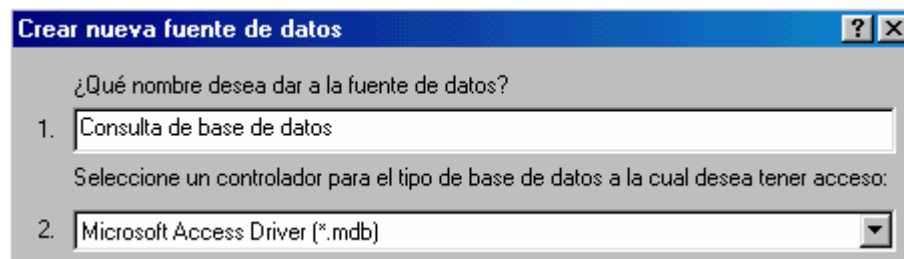 Crear nueva fuente de datos
¿Qué nombre desea dar a la fuente de datos?
1. Consulta de base de datos
Seleccione un controlador para el tipo de base de datos a la cual desea tener acceso:
2. Microsoft Access Driver (*.mdb)